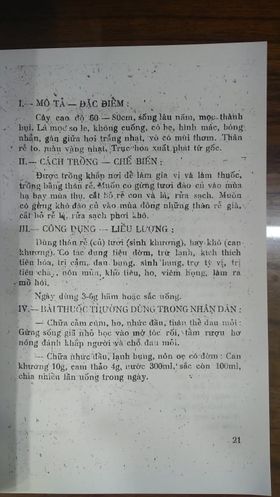 I.— MÔ TẢ — ĐẶC ĐIỂM :
Cây cao độ 60 — 80cm, sống lâu năm, mọc thành
bụi. Lá mọc so le, không cuống, có bẹ, hình mác, bóng
nhẵn, gân giữa hơi trắng nhạt, vò có mùi thơm. Thân
rễ to, màu vàng nhạt, Trục hoa xuất phát từ gốc.
II.— CÁCH TRỒNG — CHẾ BIẾN :
Được trồng khắp nơi để làm gia vị và làm thuốc,
trồng bằng thân rễ. Muốn có gừng tươi đào củ vào mùa
hạ hay mùa thu, cắt bỏ rễ con và lá, rửa sạch. Muốn
có gừng khô đào củ vào mùa đông những thân rễ già,
cắt bỏ rễ lá, rửa sạch phơi khô.
III.— CÔNG DỤNG — LIỀU LƯỢNG :
Dùng thân rễ (củ) tươi (sinh khương), hay khô (can
khương). Có tác dụng tiêu đờm, trừ lạnh, kích thích
tiêu hóa, trị cảm, đau bụng, sình bụng, trợ tỳ vị, trị
tiêu chảy, nôn mửa, khó tiêu, ho, viêm họng, làm ra
mồ hôi.
Ngày dùng 3-6g hãm hoặc sắc uống.
IV.— BÀI THUỐC THƯỜNG DÙNG TRONG NHÂN DÂN :
— Chữa cảm cúm, ho, nhức đầu, thân thể đau mỏi :
Gừng sống giã nhỏ bọc vào mớ tóc rối, tẩm rượu hơ
nóng đánh khắp người và chỗ đau mỏi.
— Chữa nhức đầu, lạnh bụng, nôn ọe có đờm : Can
khương 10g, cam thảo 4g, nước 300ml, sắc còn 100ml,
chia nhiều lần uống trong ngày.
21